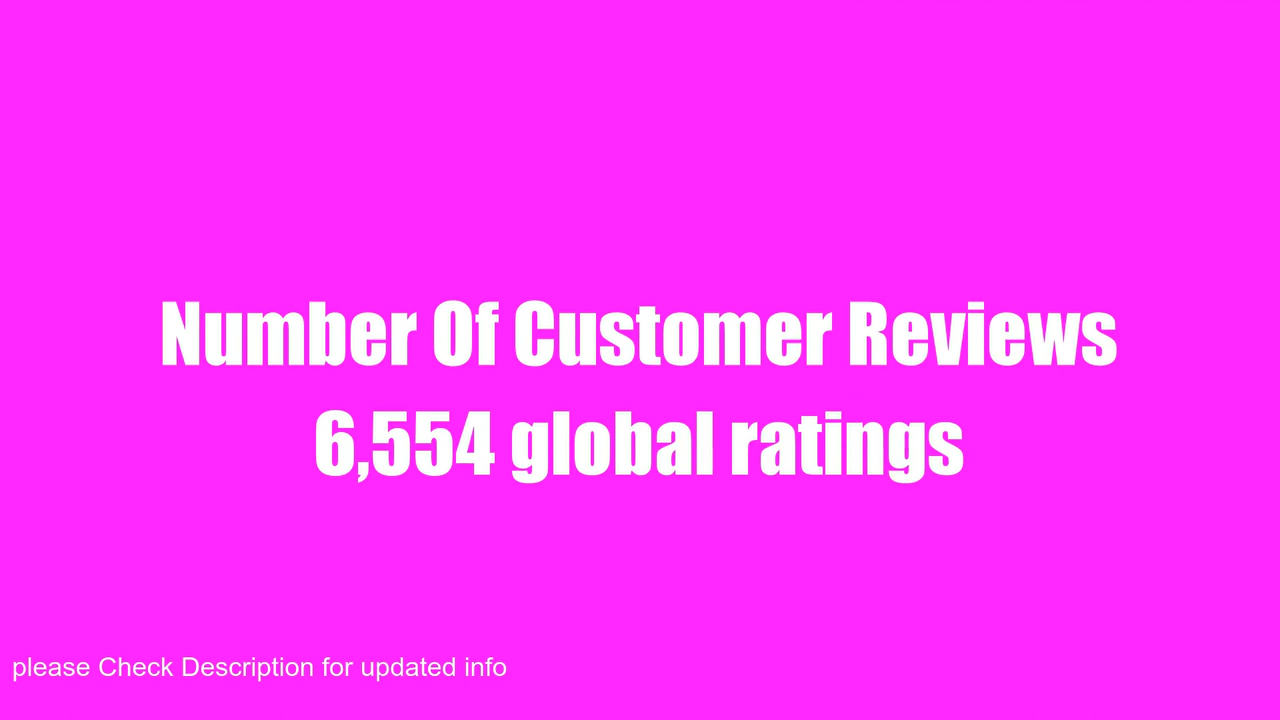 Number Of Customer Reviews
6,554 global ratings
please Check Description for updated info